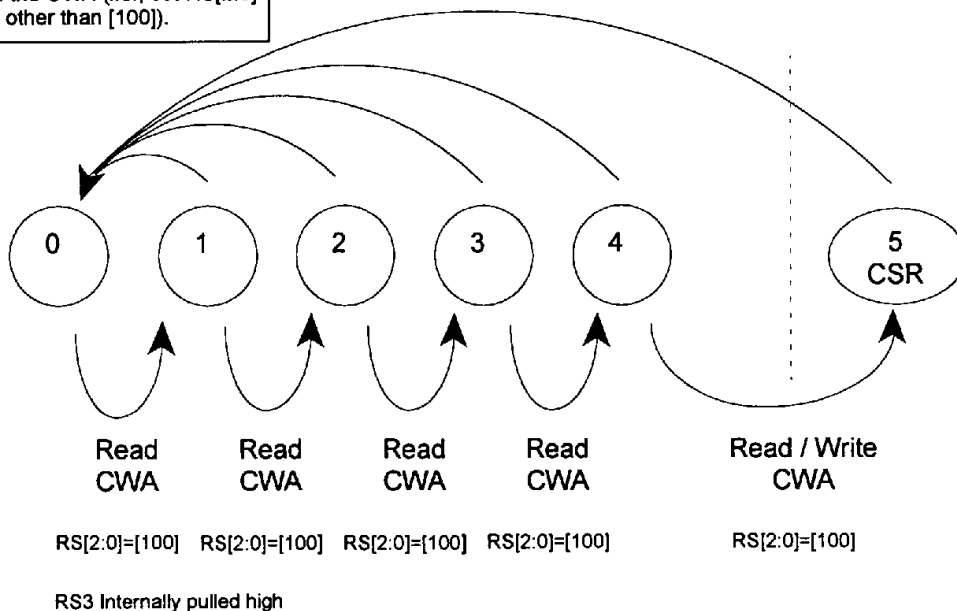 other than [100]).
0
1
2
3
4
5
CSR
Read
CWA
Read
CWA
Read
CWA
Read
CWA
Read / Write
CWA
RS[2:0]=[100] RS[2:0]=[100] RS[2:0]=[100] RS[2:0]=[100] RS[2:0]=[100]
RS3 Internally pulled high